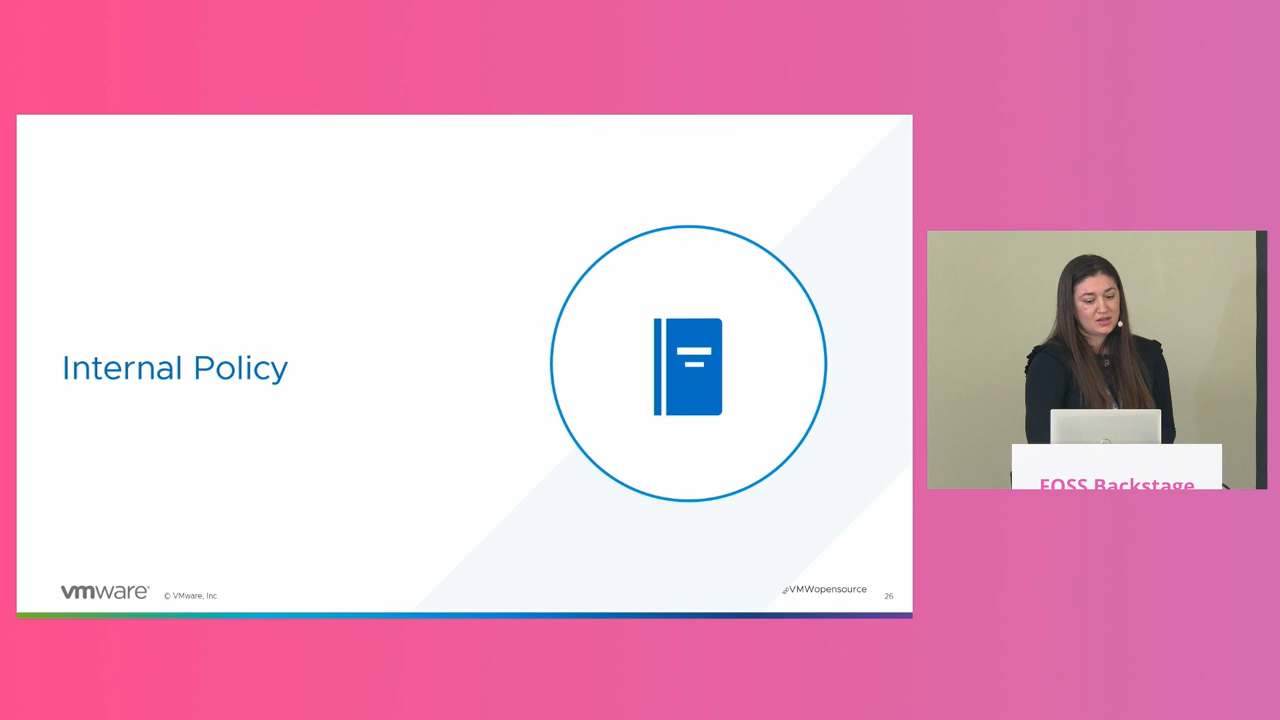 Internal Policy
vmware®
© VMware, Inc.
@VMWopensource
26
FOSS Backstage